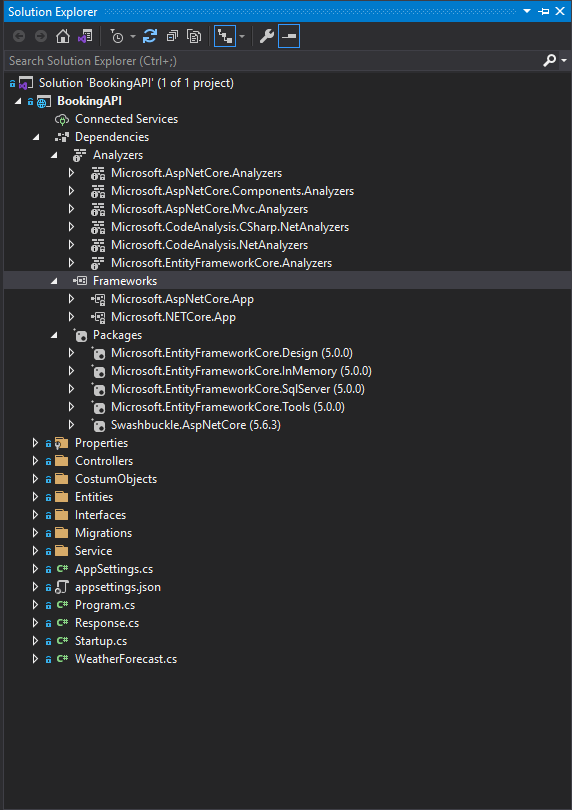 Solution Explorer
Search Solution Explorer (Ctrl+;)
Solution 'BookingAPI' (1 of 1 project)
BookingAPI
Connected Services
Dependencies
Analyzers
Microsoft.AspNetCore.Analyzers
Microsoft.AspNetCore.Components.Analyzers
Microsoft.AspNetCore.Mvc.Analyzers
Microsoft.CodeAnalysis.CSharp.NetAnalyzers
Microsoft.CodeAnalysis.NetAnalyzers
Microsoft.EntityFrameworkCore.Analyzers
Frameworks
Microsoft.AspNetCore.App
Microsoft.NETCore.App
Packages
Microsoft.EntityFrameworkCore.Design (5.0.0)
Microsoft.EntityFrameworkCore.InMemory (5.0.0)
Microsoft.EntityFrameworkCore.SqlServer (5.0.0)
Microsoft.EntityFrameworkCore.Tools (5.0.0)
Swashbuckle.AspNetCore (5.6.3)
Properties
Controllers
CostumObjects
Entities
Interfaces
Migrations
Service
C# AppSettings.cs
appsettings.json
C# Program.cs
C# Response.cs
C# Startup.cs
C# WeatherForecast.cs